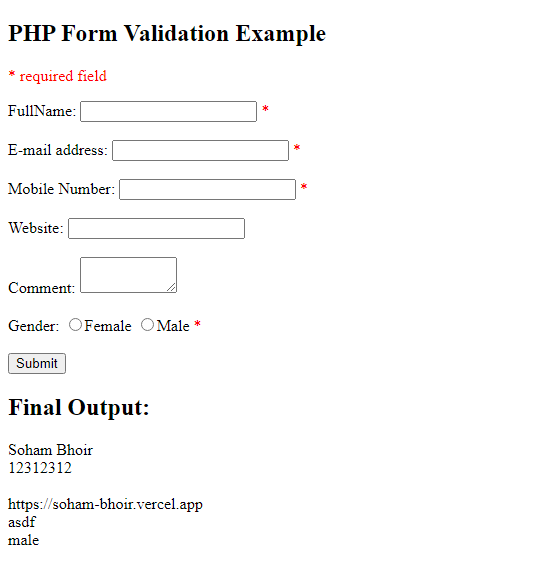 PHP Form Validation Example
* required field
FullName: *
E-mail address: *
Mobile Number: *
Website:
Comment:
Gender: Female Male *
Submit
Final Output:
Soham Bhoir
12312312
https://soham-bhoir.vercel.app
asdf
male